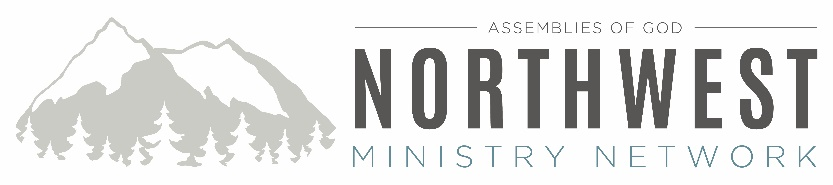 ASSEMBLIES OF GOD
NORTHWEST
MINISTRY NETWORK